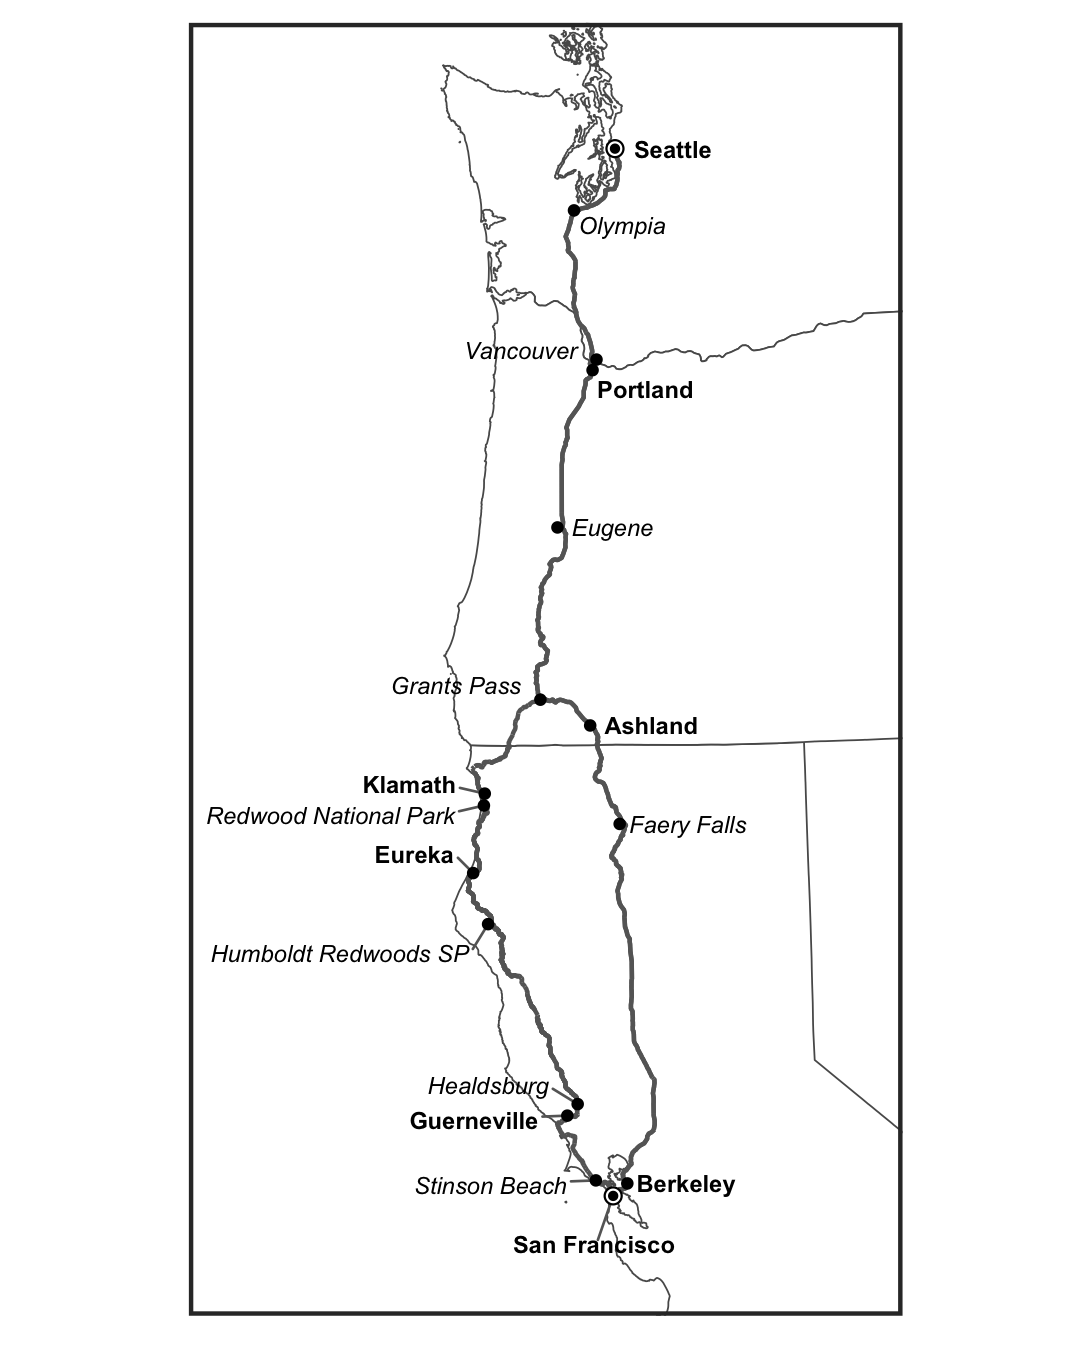 Seattle
Olympia
Vancouver
Portland
Eugene
Grants Pass
Ashland
Klamath
Redwood National Park
Faery Falls
Eureka
Humboldt Redwoods SP
Healdsburg
Guerneville
Stinson Beach
Berkeley
San Francisco